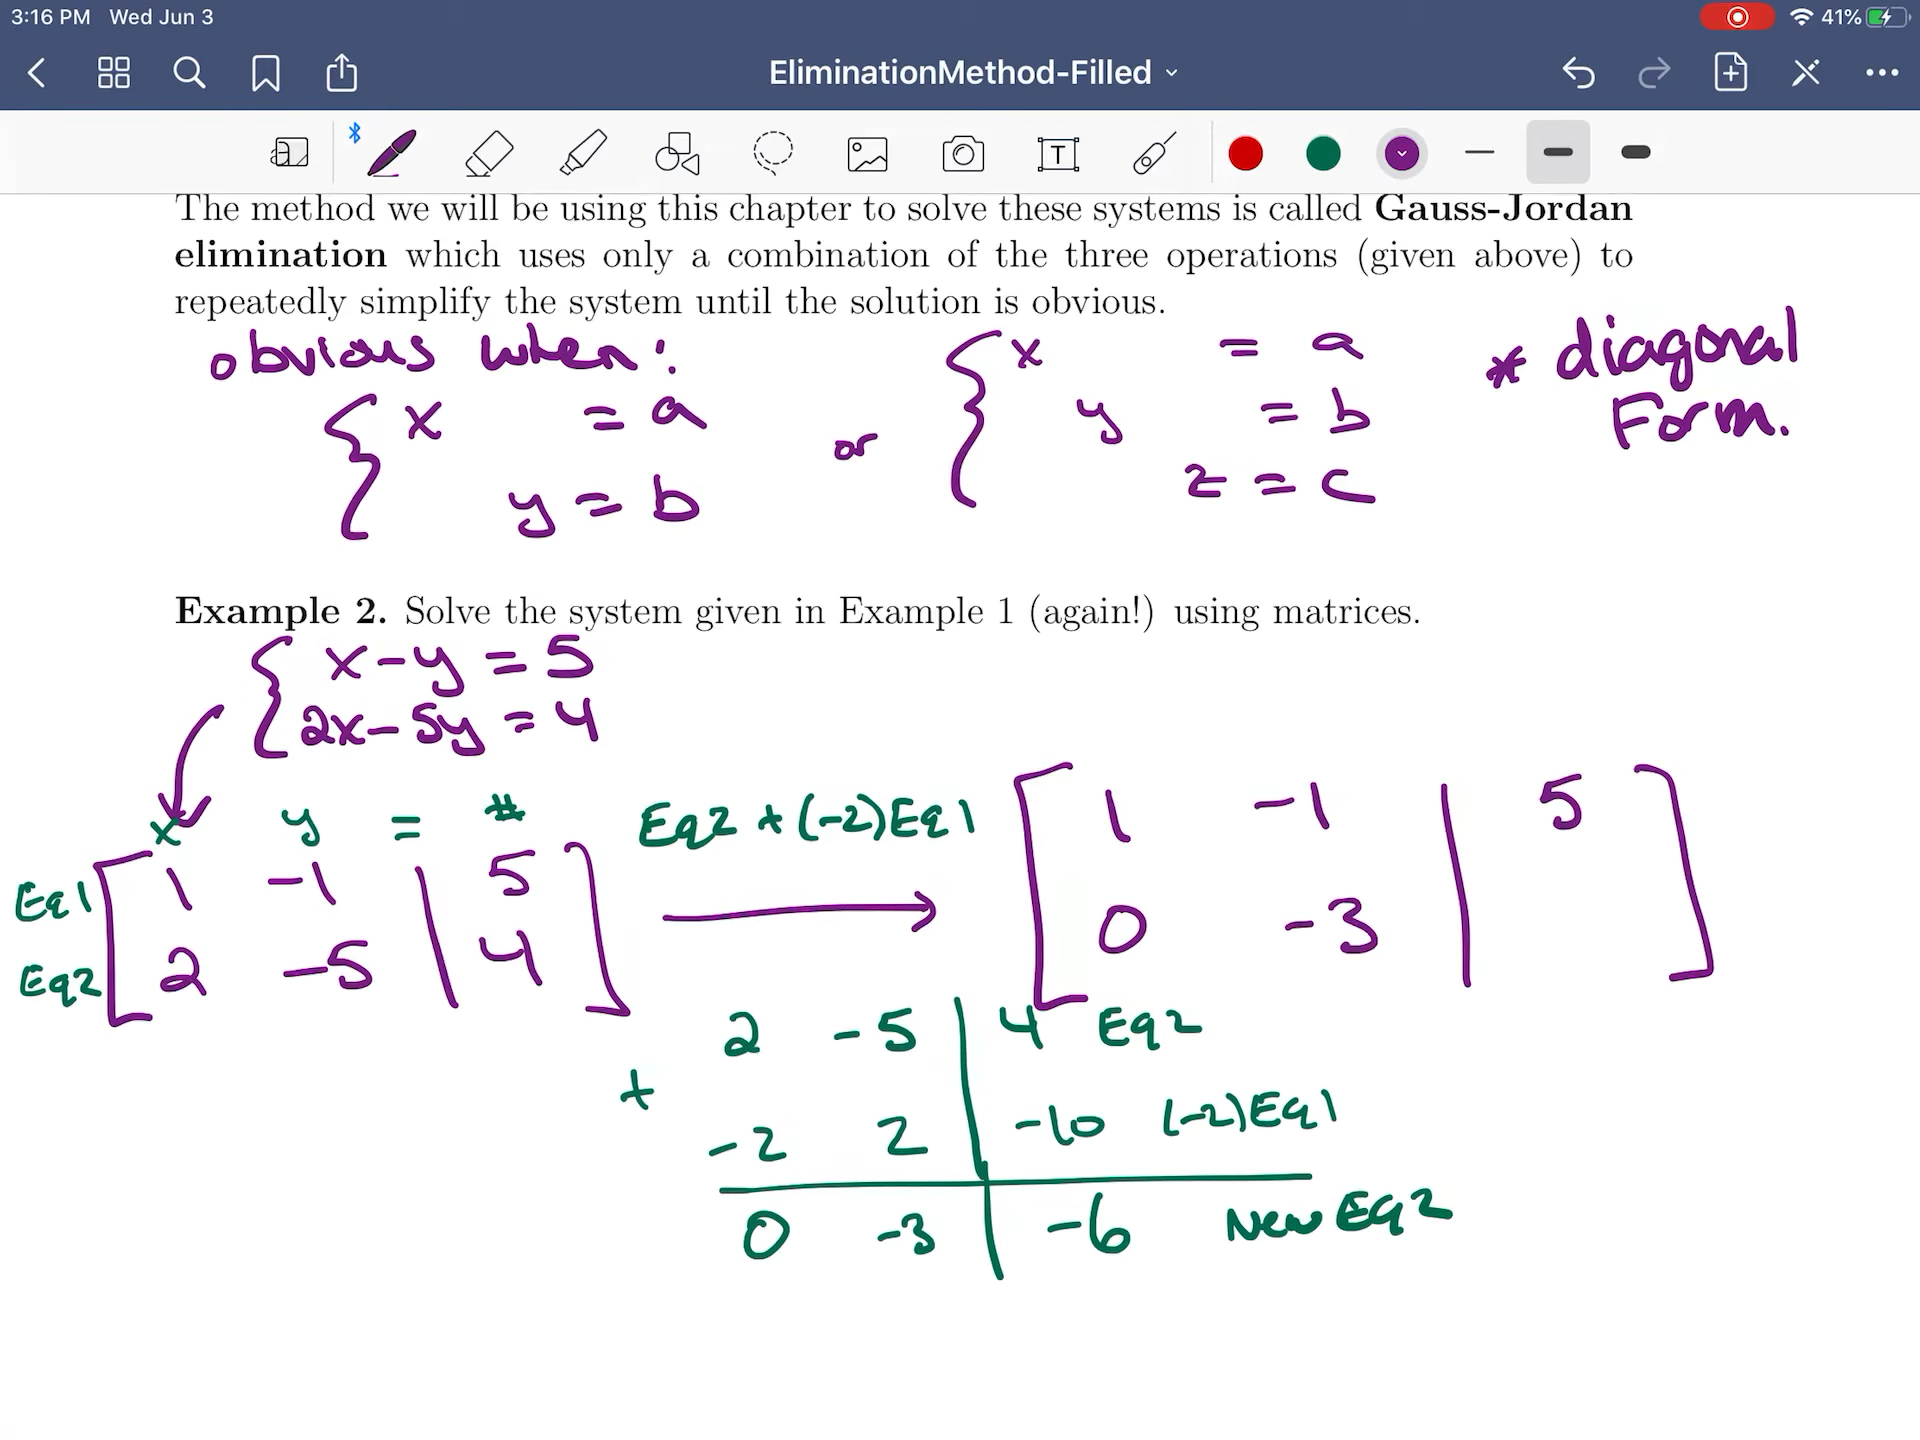 3:16 PM Wed Jun 3 41%
EliminationMethod-Filled
The method we will be using this chapter to solve these systems is called Gauss-Jordan
elimination which uses only a combination of the three operations (given above) to
repeatedly simplify the system until the solution is obvious.
obvious when:
{ x = a
y = b
or
{ x = a
y = b
z = c
* diagonal
Form.
Example 2. Solve the system given in Example 1 (again!) using matrices.
{ x - y = 5
2x - 5y = 4
x y = #
Eq1 [ 1 -1 | 5 ]
Eq2 [ 2 -5 | 4 ]
Eq2 + (-2)Eq1
[ 1 -1 | 5 ]
[ 0 -3 | ]
2 -5 | 4 Eq2
+
-2 2 | -10 (-2)Eq1
0 -3 | -6 New Eq2